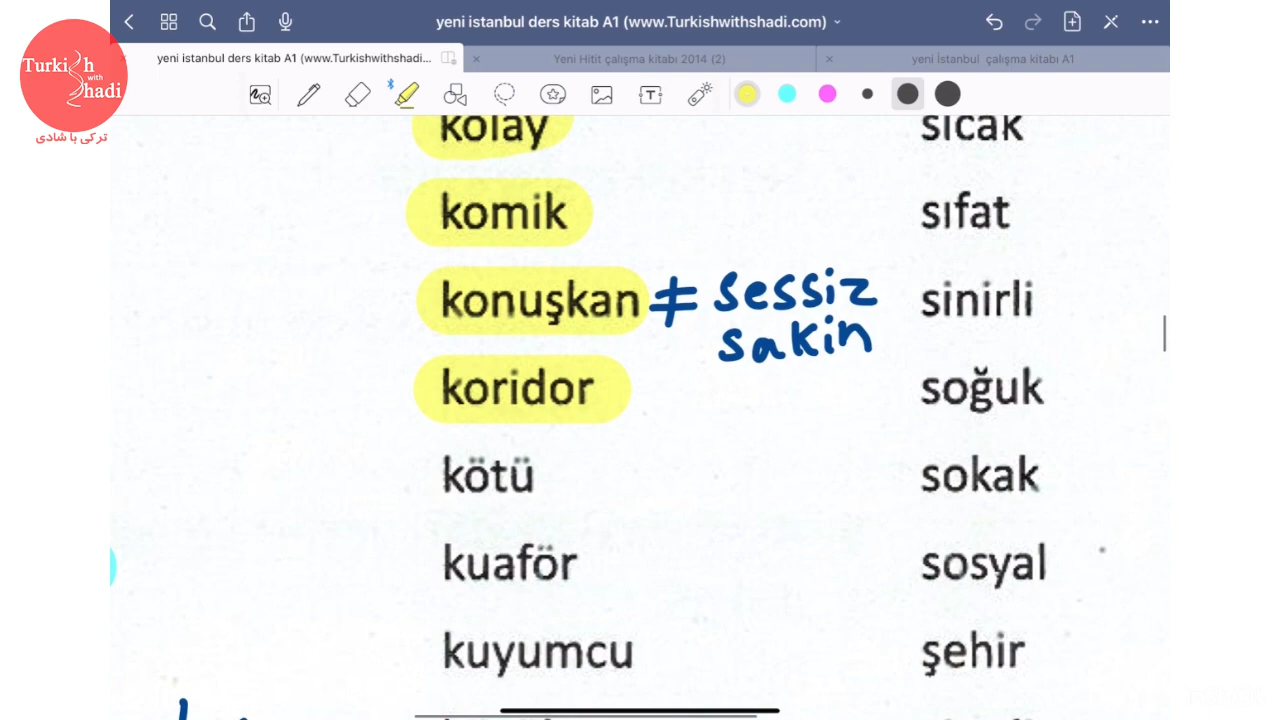 yeni istanbul ders kitab A1 (www.Turkishwithshadi.com)
yeni istanbul ders kitab A1 (www.Turkishwithshadi...
Yeni Hitit çalışma kitabı 2014 (2)
yeni İstanbul çalışma kitabı A1
Turkish
with
Shadi
ترکی با شادی
kolay
komik
konuşkan ≠ sessiz
sakin
koridor
kötü
kuaför
kuyumcu
sıcak
sıfat
sinirli
soğuk
sokak
sosyal
şehir